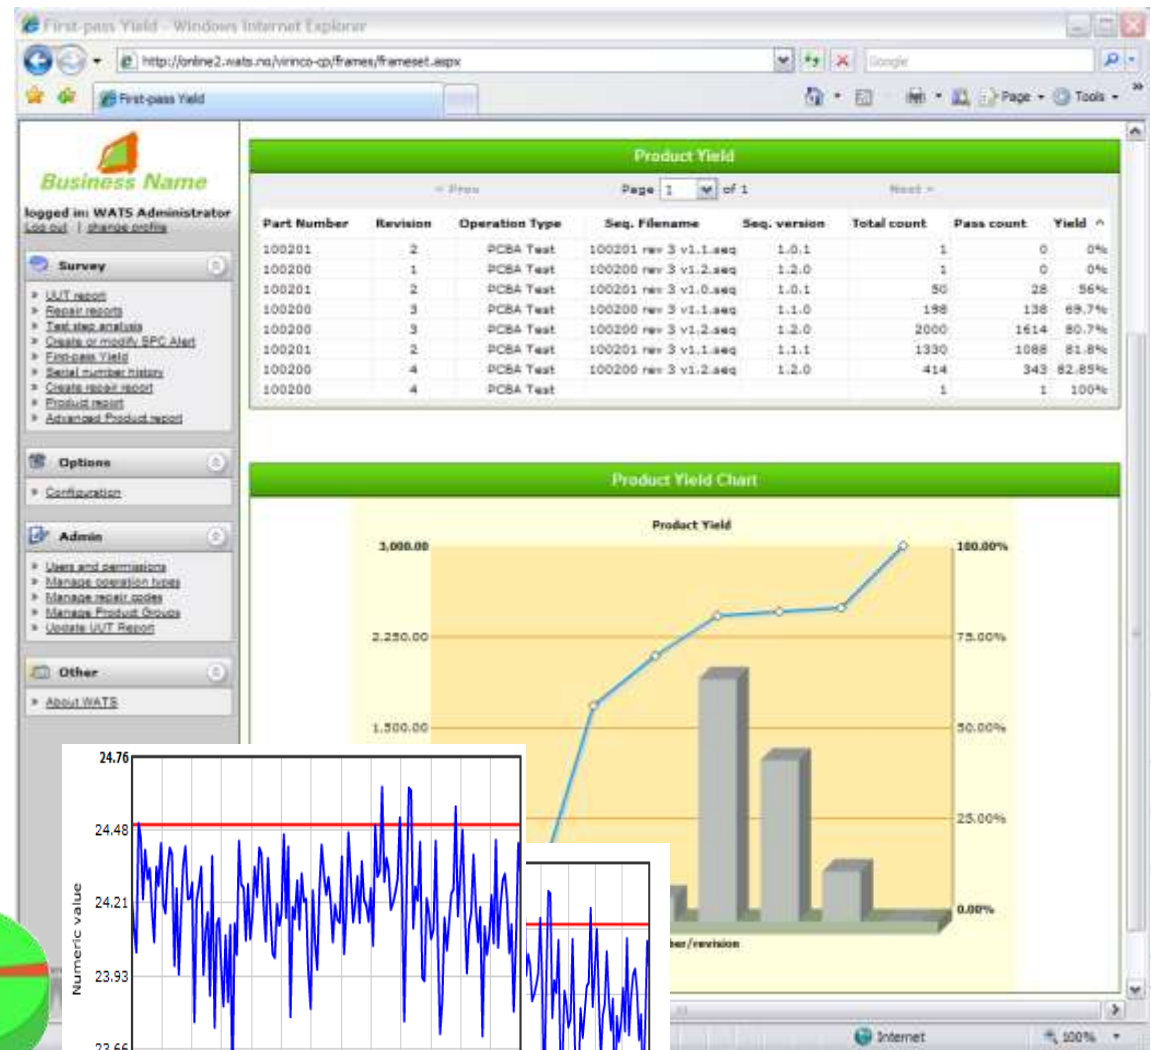 First-pass Yield - Windows Internet Explorer
http://online2.wats.no/virinco-cp/frames/frameset.aspx
Google
First-pass Yield
Page
Tools
Business Name
logged in: WATS Administrator
Log out | change profile
Survey
UUT report
Repair reports
Test step analysis
Create or modify SPC Alert
First-pass Yield
Serial number history
Create repair report
Product report
Advanced Product report
Options
Configuration
Admin
Users and permissions
Manage operation types
Manage repair codes
Manage Product Groups
Update UUT Report
Other
About WATS
Product Yield
< Prev Page 1 of 1 Next >
Part Number Revision Operation Type Seq. Filename Seq. version Total count Pass count Yield ^
100201 2 PCBA Test 100201 rev 3 v1.1.seq 1.0.1 1 0 0%
100200 1 PCBA Test 100200 rev 3 v1.2.seq 1.2.0 1 0 0%
100201 2 PCBA Test 100201 rev 3 v1.0.seq 1.0.1 50 28 56%
100200 3 PCBA Test 100200 rev 3 v1.1.seq 1.1.0 198 138 69.7%
100200 3 PCBA Test 100200 rev 3 v1.2.seq 1.2.0 2000 1614 80.7%
100201 2 PCBA Test 100201 rev 3 v1.1.seq 1.1.1 1330 1088 81.8%
100200 4 PCBA Test 100200 rev 3 v1.2.seq 1.2.0 414 343 82.85%
100200 4 PCBA Test 1 1 100%
Product Yield Chart
Product Yield
3,000.00
2,250.00
1,500.00
100.00%
75.00%
50.00%
25.00%
0.00%
24.76
24.48
24.21
23.93
23.66
Numeric value
/revision
Internet
100%